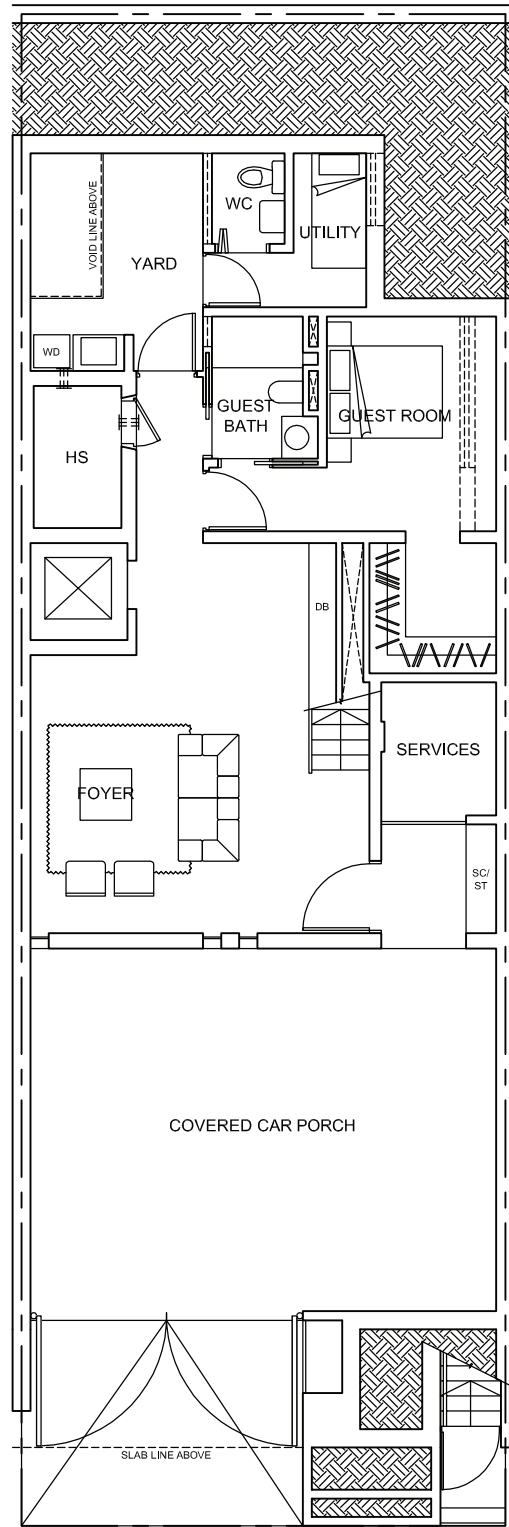 WC
VOID LINE ABOVE
UTILITY
YARD
WD
GUEST
BATH
GUEST ROOM
HS
DB
SERVICES
FOYER
SC/
ST
COVERED CAR PORCH
SLAB LINE ABOVE